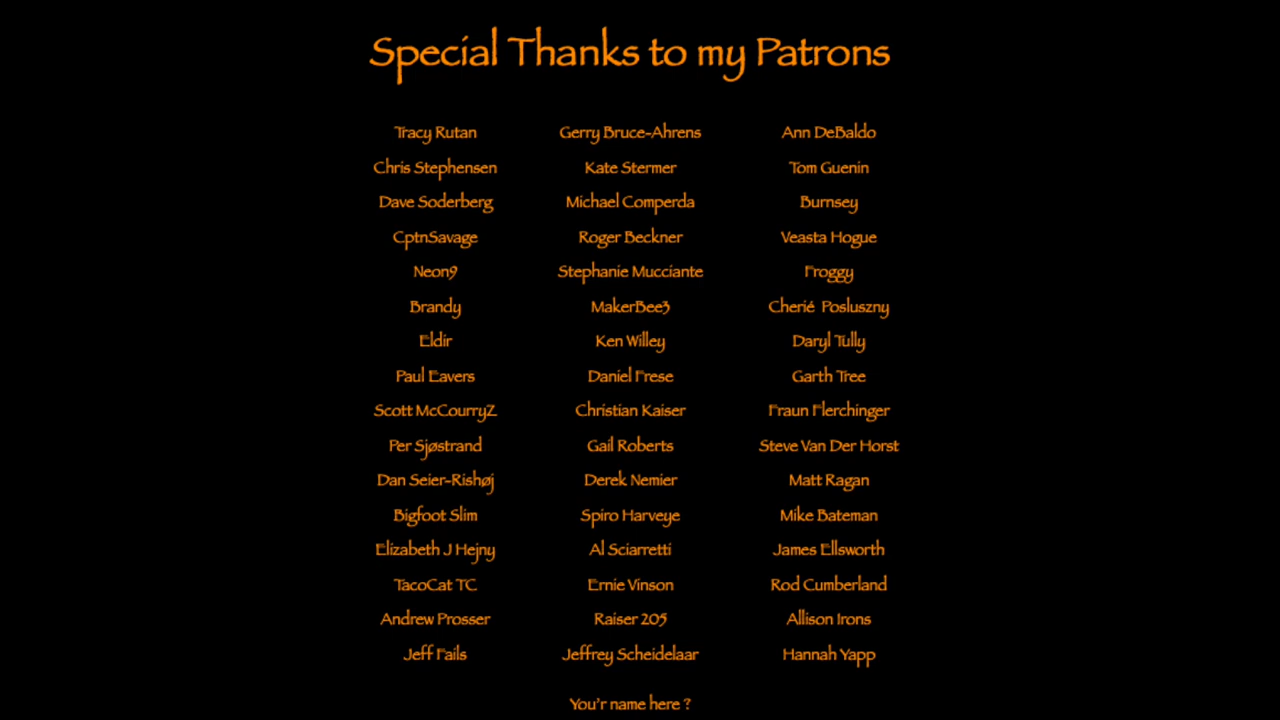 Special Thanks to my Patrons
Tracy Rutan Gerry Bruce-Ahrens Ann DeBaldo
Chris Stephensen Kate Stermer Tom Guenin
Dave Soderberg Michael Comperda Burnsey
CptnSavage Roger Beckner Veasta Hogue
Neon9 Stephanie Mucciante Froggy
Brandy MakerBee3 Cherié Posluszny
Eldir Ken Willey Daryl Tully
Paul Eavers Daniel Frese Garth Tree
Scott McCourryZ Christian Kaiser Fraun Flerchinger
Per Sjøstrand Gail Roberts Steve Van Der Horst
Dan Seier-Rishøj Derek Nemier Matt Ragan
Bigfoot Slim Spiro Harveye Mike Bateman
Elizabeth J Hejny Al Sciarretti James Ellsworth
TacoCat TC Ernie Vinson Rod Cumberland
Andrew Prosser Raiser 205 Allison Irons
Jeff Fails Jeffrey Scheidelaar Hannah Yapp
You'r name here ?